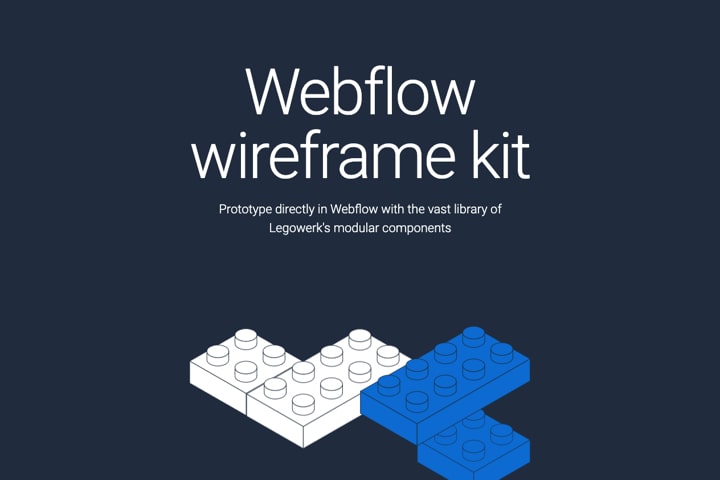 Webflow
wireframe kit
Prototype directly in Webflow with the vast library of
Legowerk's modular components